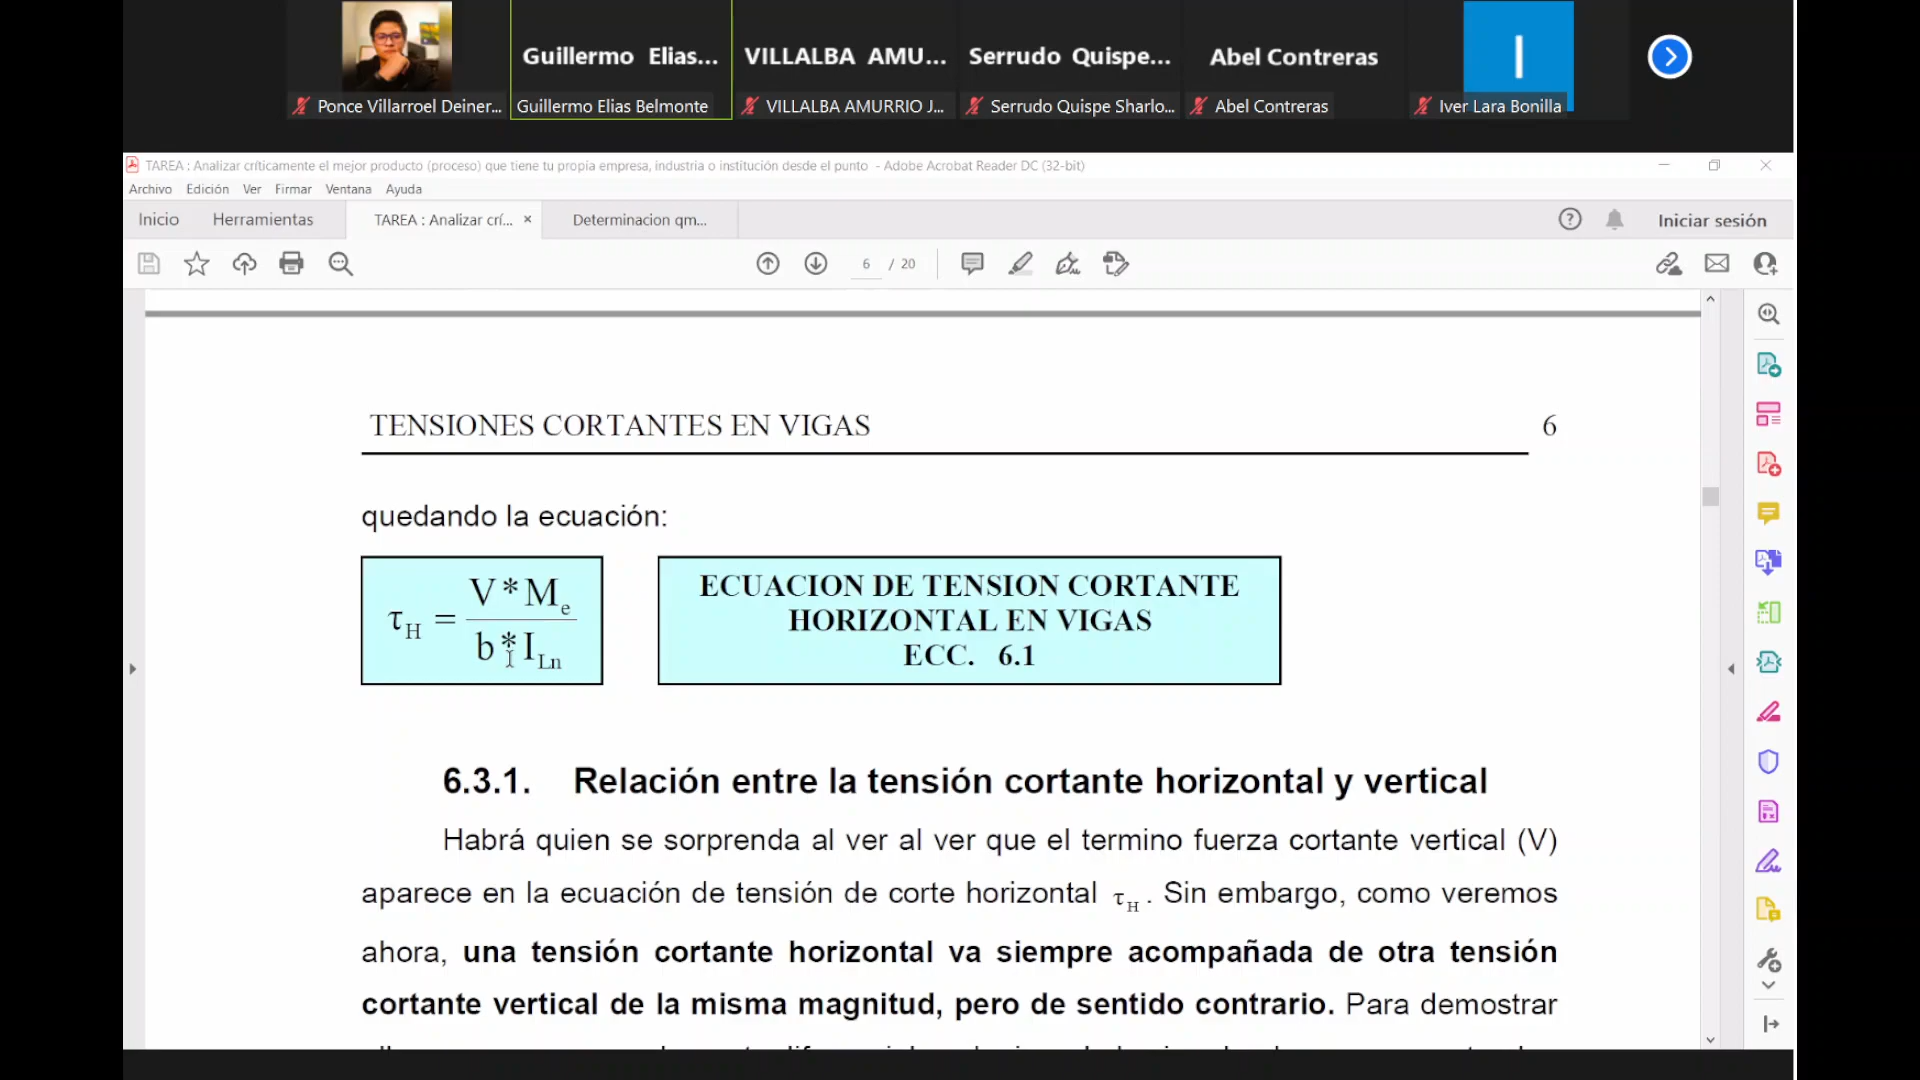 Guillermo Elias...
VILLALBA AMU...
Serrudo Quispe...
Abel Contreras
I
Ponce Villarroel Deiner...
Guillermo Elias Belmonte
VILLALBA AMURRIO J...
Serrudo Quispe Sharlo...
Abel Contreras
Iver Lara Bonilla
TAREA : Analizar críticamente el mejor producto (proceso) que tiene tu propia empresa, industria o institución desde el punto - Adobe Acrobat Reader DC (32-bit)
Archivo Edición Ver Firmar Ventana Ayuda
Inicio Herramientas TAREA : Analizar crí... × Determinacion qm... Iniciar sesión
6 / 20
TENSIONES CORTANTES EN VIGAS 6
quedando la ecuación:
τH = V * Me / b * ILn
ECUACION DE TENSION CORTANTE
HORIZONTAL EN VIGAS
ECC. 6.1
6.3.1. Relación entre la tensión cortante horizontal y vertical
Habrá quien se sorprenda al ver al ver que el termino fuerza cortante vertical (V)
aparece en la ecuación de tensión de corte horizontal τH . Sin embargo, como veremos
ahora, una tensión cortante horizontal va siempre acompañada de otra tensión
cortante vertical de la misma magnitud, pero de sentido contrario. Para demostrar